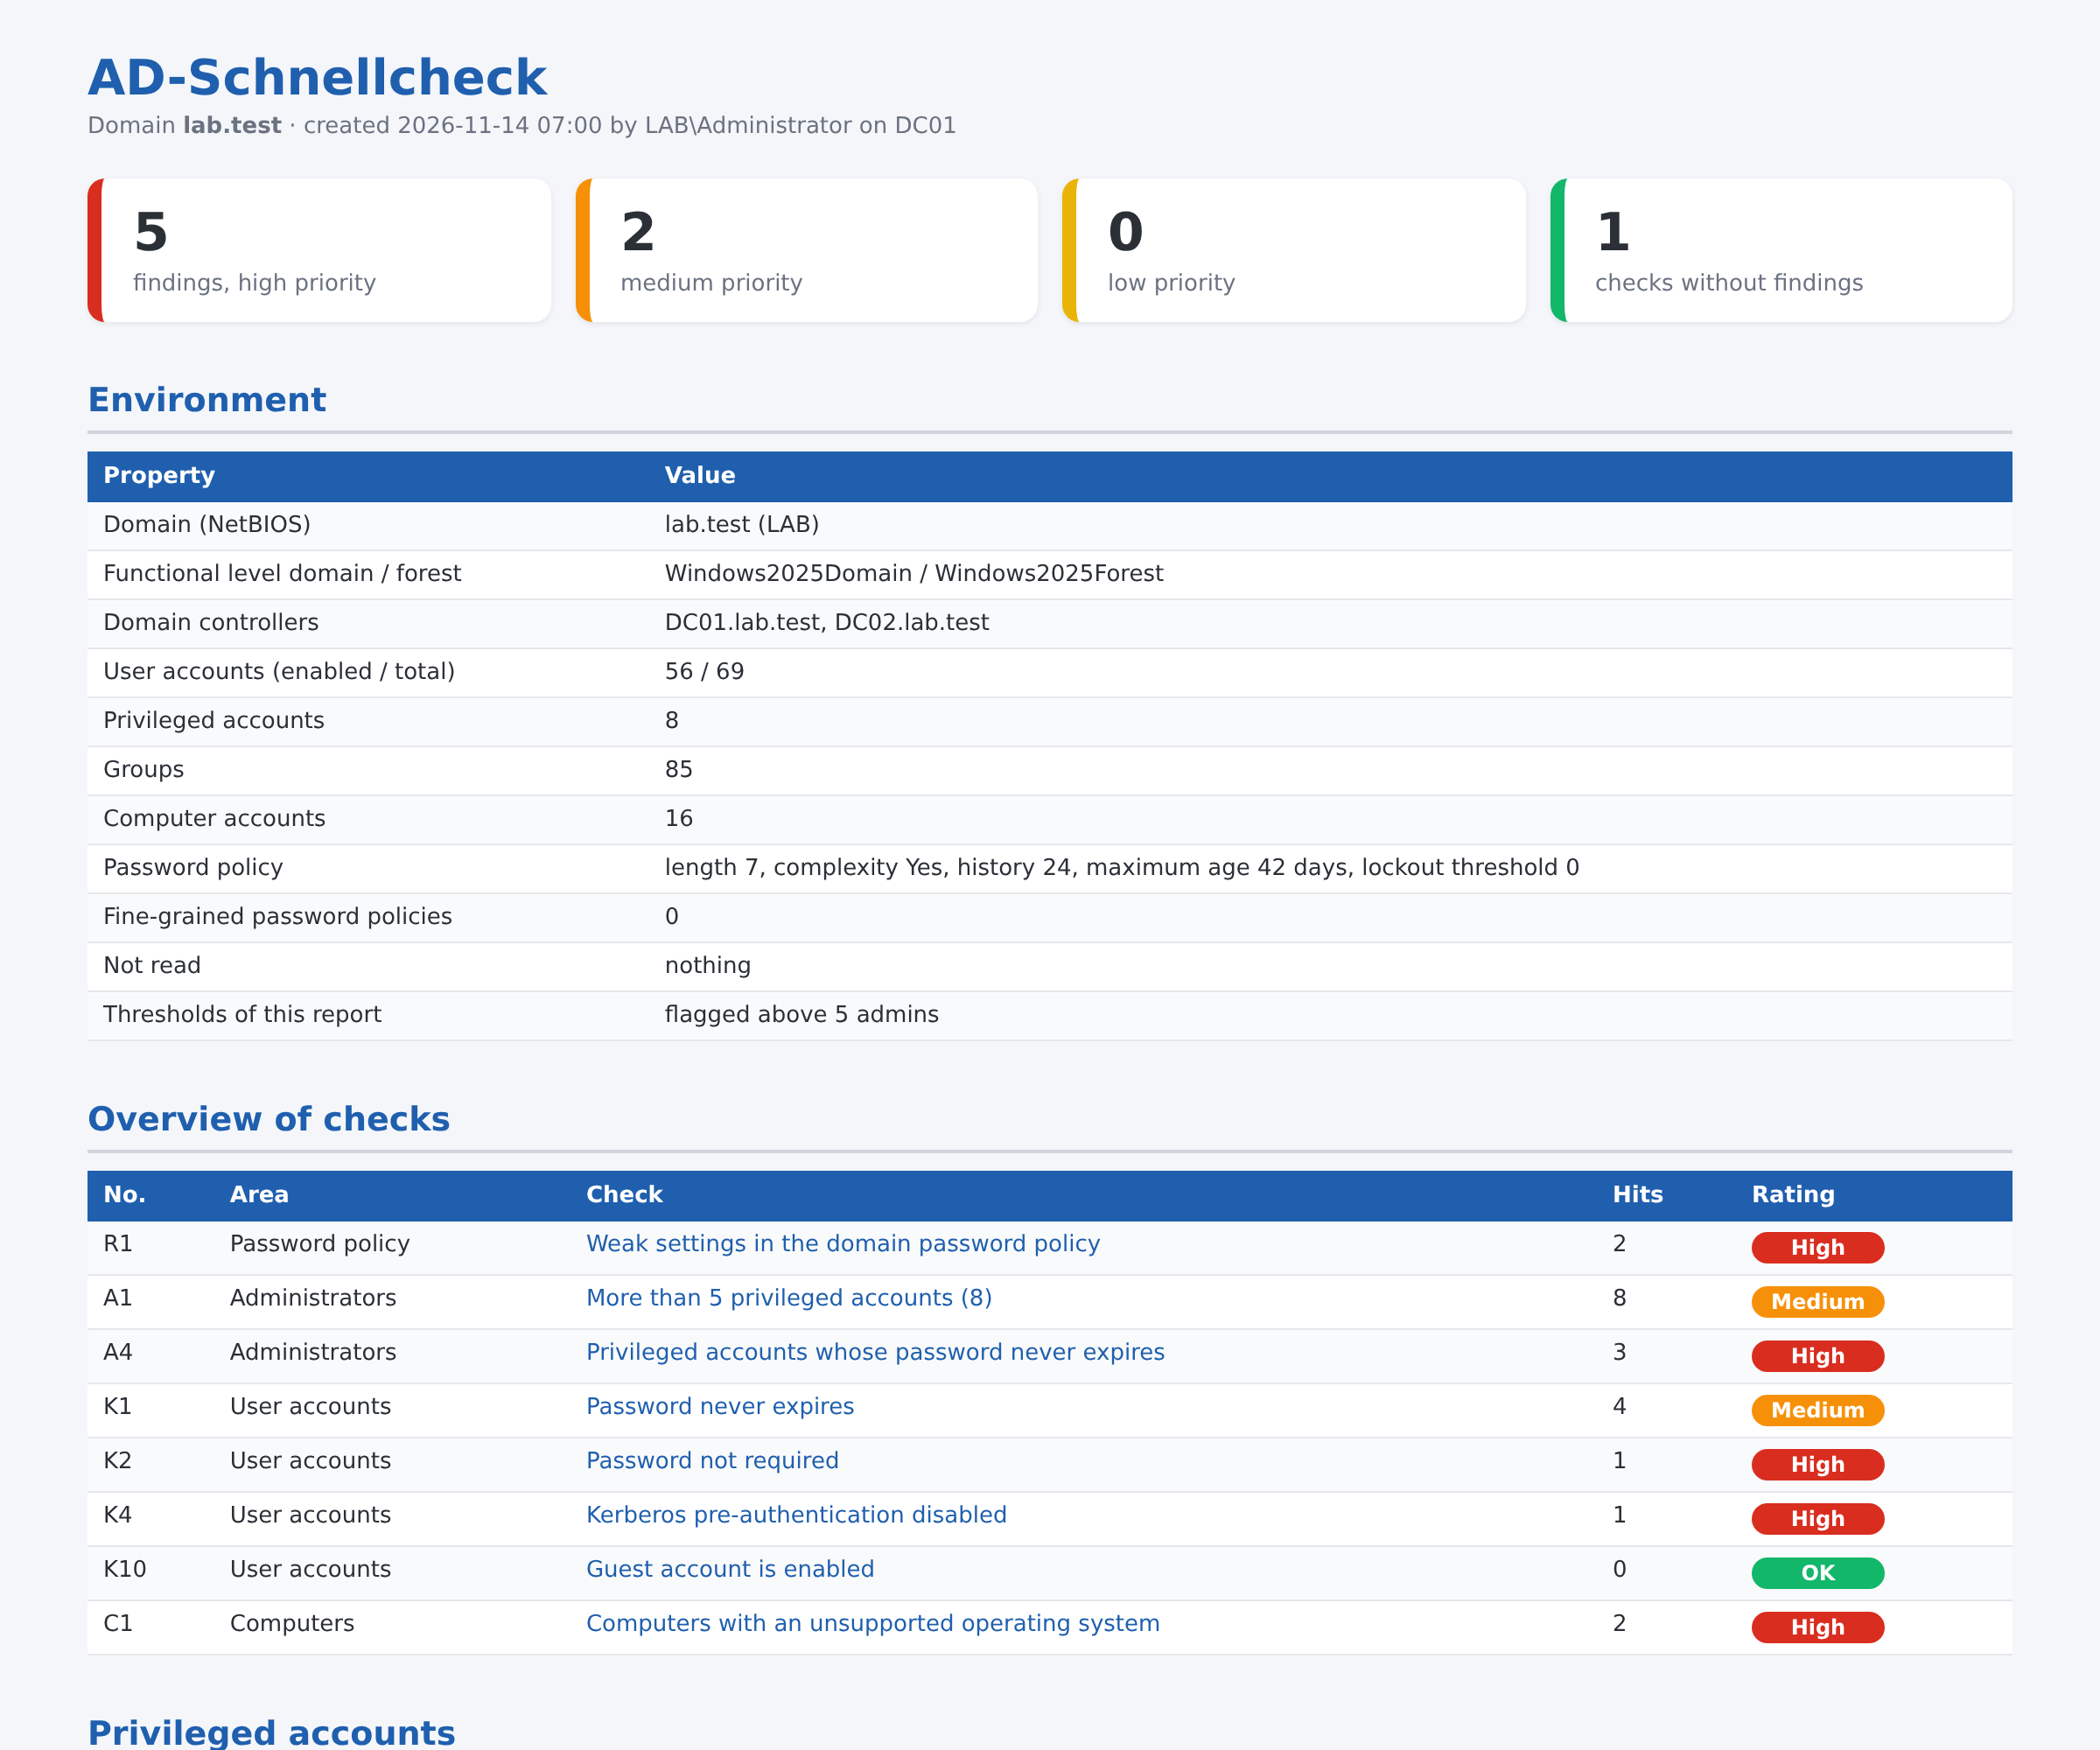 AD-Schnellcheck
Domain lab.test · created 2026-11-14 07:00 by LAB\Administrator on DC01
5
findings, high priority
2
medium priority
0
low priority
1
checks without findings
Environment
Property Value
Domain (NetBIOS) lab.test (LAB)
Functional level domain / forest Windows2025Domain / Windows2025Forest
Domain controllers DC01.lab.test, DC02.lab.test
User accounts (enabled / total) 56 / 69
Privileged accounts 8
Groups 85
Computer accounts 16
Password policy length 7, complexity Yes, history 24, maximum age 42 days, lockout threshold 0
Fine-grained password policies 0
Not read nothing
Thresholds of this report flagged above 5 admins
Overview of checks
No. Area Check Hits Rating
R1 Password policy Weak settings in the domain password policy 2 High
A1 Administrators More than 5 privileged accounts (8) 8 Medium
A4 Administrators Privileged accounts whose password never expires 3 High
K1 User accounts Password never expires 4 Medium
K2 User accounts Password not required 1 High
K4 User accounts Kerberos pre-authentication disabled 1 High
K10 User accounts Guest account is enabled 0 OK
C1 Computers Computers with an unsupported operating system 2 High
Privileged accounts